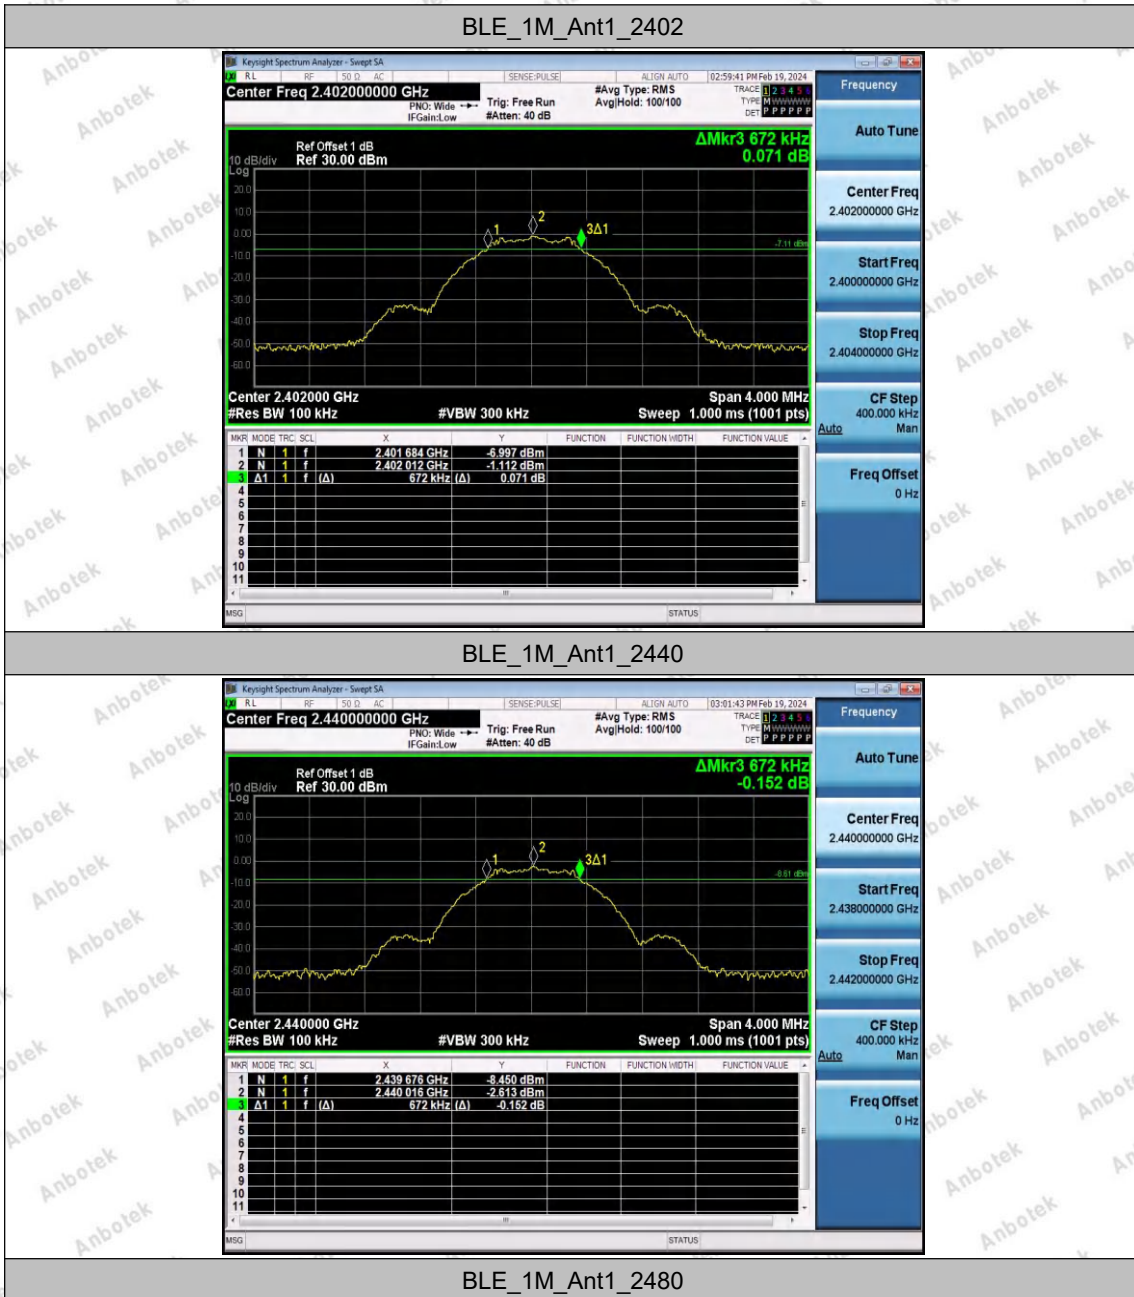 BLE_1M_Ant1_2402
Keysight Spectrum Analyzer - Swept SA
RL RF 50 Ω AC SENSE:PULSE ALIGN AUTO 02:59:41 PM Feb 19, 2024
Center Freq 2.402000000 GHz #Avg Type: RMS TRACE 1 2 3 4 5 6
PNO: Wide Trig: Free Run Avg|Hold: 100/100 TYPE M WWWWW
IFGain:Low #Atten: 40 dB DET P P P P P P
Frequency
Auto Tune
Center Freq
2.402000000 GHz
Start Freq
2.400000000 GHz
Stop Freq
2.404000000 GHz
CF Step
400.000 kHz
Auto Man
Freq Offset
0 Hz
ΔMkr3 672 kHz
0.071 dB
Ref Offset 1 dB
10 dB/div Ref 30.00 dBm
Log
20.0
10.0
0.00
-10.0
-20.0
-30.0
-40.0
-50.0
-60.0
1
2
3Δ1
-7.11 dBm
Center 2.402000 GHz Span 4.000 MHz
#Res BW 100 kHz #VBW 300 kHz Sweep 1.000 ms (1001 pts)
MKR MODE TRC SCL X Y FUNCTION FUNCTION WIDTH FUNCTION VALUE
1 N 1 f 2.401 684 GHz -6.997 dBm
2 N 1 f 2.402 012 GHz -1.112 dBm
3 Δ1 1 f (Δ) 672 kHz (Δ) 0.071 dB
4
5
6
7
8
9
10
11
MSG STATUS
BLE_1M_Ant1_2440
Keysight Spectrum Analyzer - Swept SA
RL RF 50 Ω AC SENSE:PULSE ALIGN AUTO 03:01:43 PM Feb 19, 2024
Center Freq 2.440000000 GHz #Avg Type: RMS TRACE 1 2 3 4 5 6
PNO: Wide Trig: Free Run Avg|Hold: 100/100 TYPE M WWWWW
IFGain:Low #Atten: 40 dB DET P P P P P P
Frequency
Auto Tune
Center Freq
2.440000000 GHz
Start Freq
2.438000000 GHz
Stop Freq
2.442000000 GHz
CF Step
400.000 kHz
Auto Man
Freq Offset
0 Hz
ΔMkr3 672 kHz
-0.152 dB
Ref Offset 1 dB
10 dB/div Ref 30.00 dBm
Log
20.0
10.0
0.00
-10.0
-20.0
-30.0
-40.0
-50.0
-60.0
1
2
3Δ1
-8.61 dBm
Center 2.440000 GHz Span 4.000 MHz
#Res BW 100 kHz #VBW 300 kHz Sweep 1.000 ms (1001 pts)
MKR MODE TRC SCL X Y FUNCTION FUNCTION WIDTH FUNCTION VALUE
1 N 1 f 2.439 676 GHz -8.450 dBm
2 N 1 f 2.440 016 GHz -2.613 dBm
3 Δ1 1 f (Δ) 672 kHz (Δ) -0.152 dB
4
5
6
7
8
9
10
11
MSG STATUS
BLE_1M_Ant1_2480
Anbotek